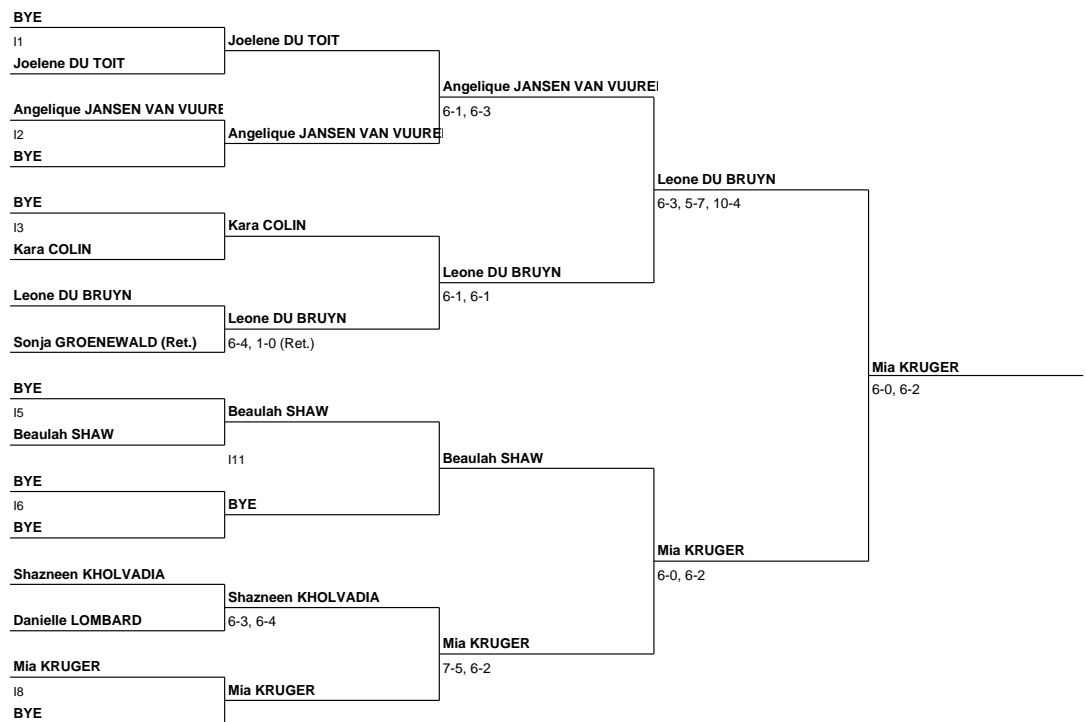 BYE
I1
Joelene DU TOIT
Joelene DU TOIT
Angelique JANSEN VAN VUURE
I2
BYE
Angelique JANSEN VAN VUURE
Angelique JANSEN VAN VUURE
6-1, 6-3
BYE
I3
Kara COLIN
Kara COLIN
Leone DU BRUYN
Sonja GROENEWALD (Ret.)
Leone DU BRUYN
6-4, 1-0 (Ret.)
Leone DU BRUYN
6-1, 6-1
Leone DU BRUYN
6-3, 5-7, 10-4
BYE
I5
Beaulah SHAW
Beaulah SHAW
I11
BYE
I6
BYE
BYE
Beaulah SHAW
Shazneen KHOLVADIA
Danielle LOMBARD
Shazneen KHOLVADIA
6-3, 6-4
Mia KRUGER
I8
BYE
Mia KRUGER
Mia KRUGER
7-5, 6-2
Mia KRUGER
6-0, 6-2
Mia KRUGER
6-0, 6-2